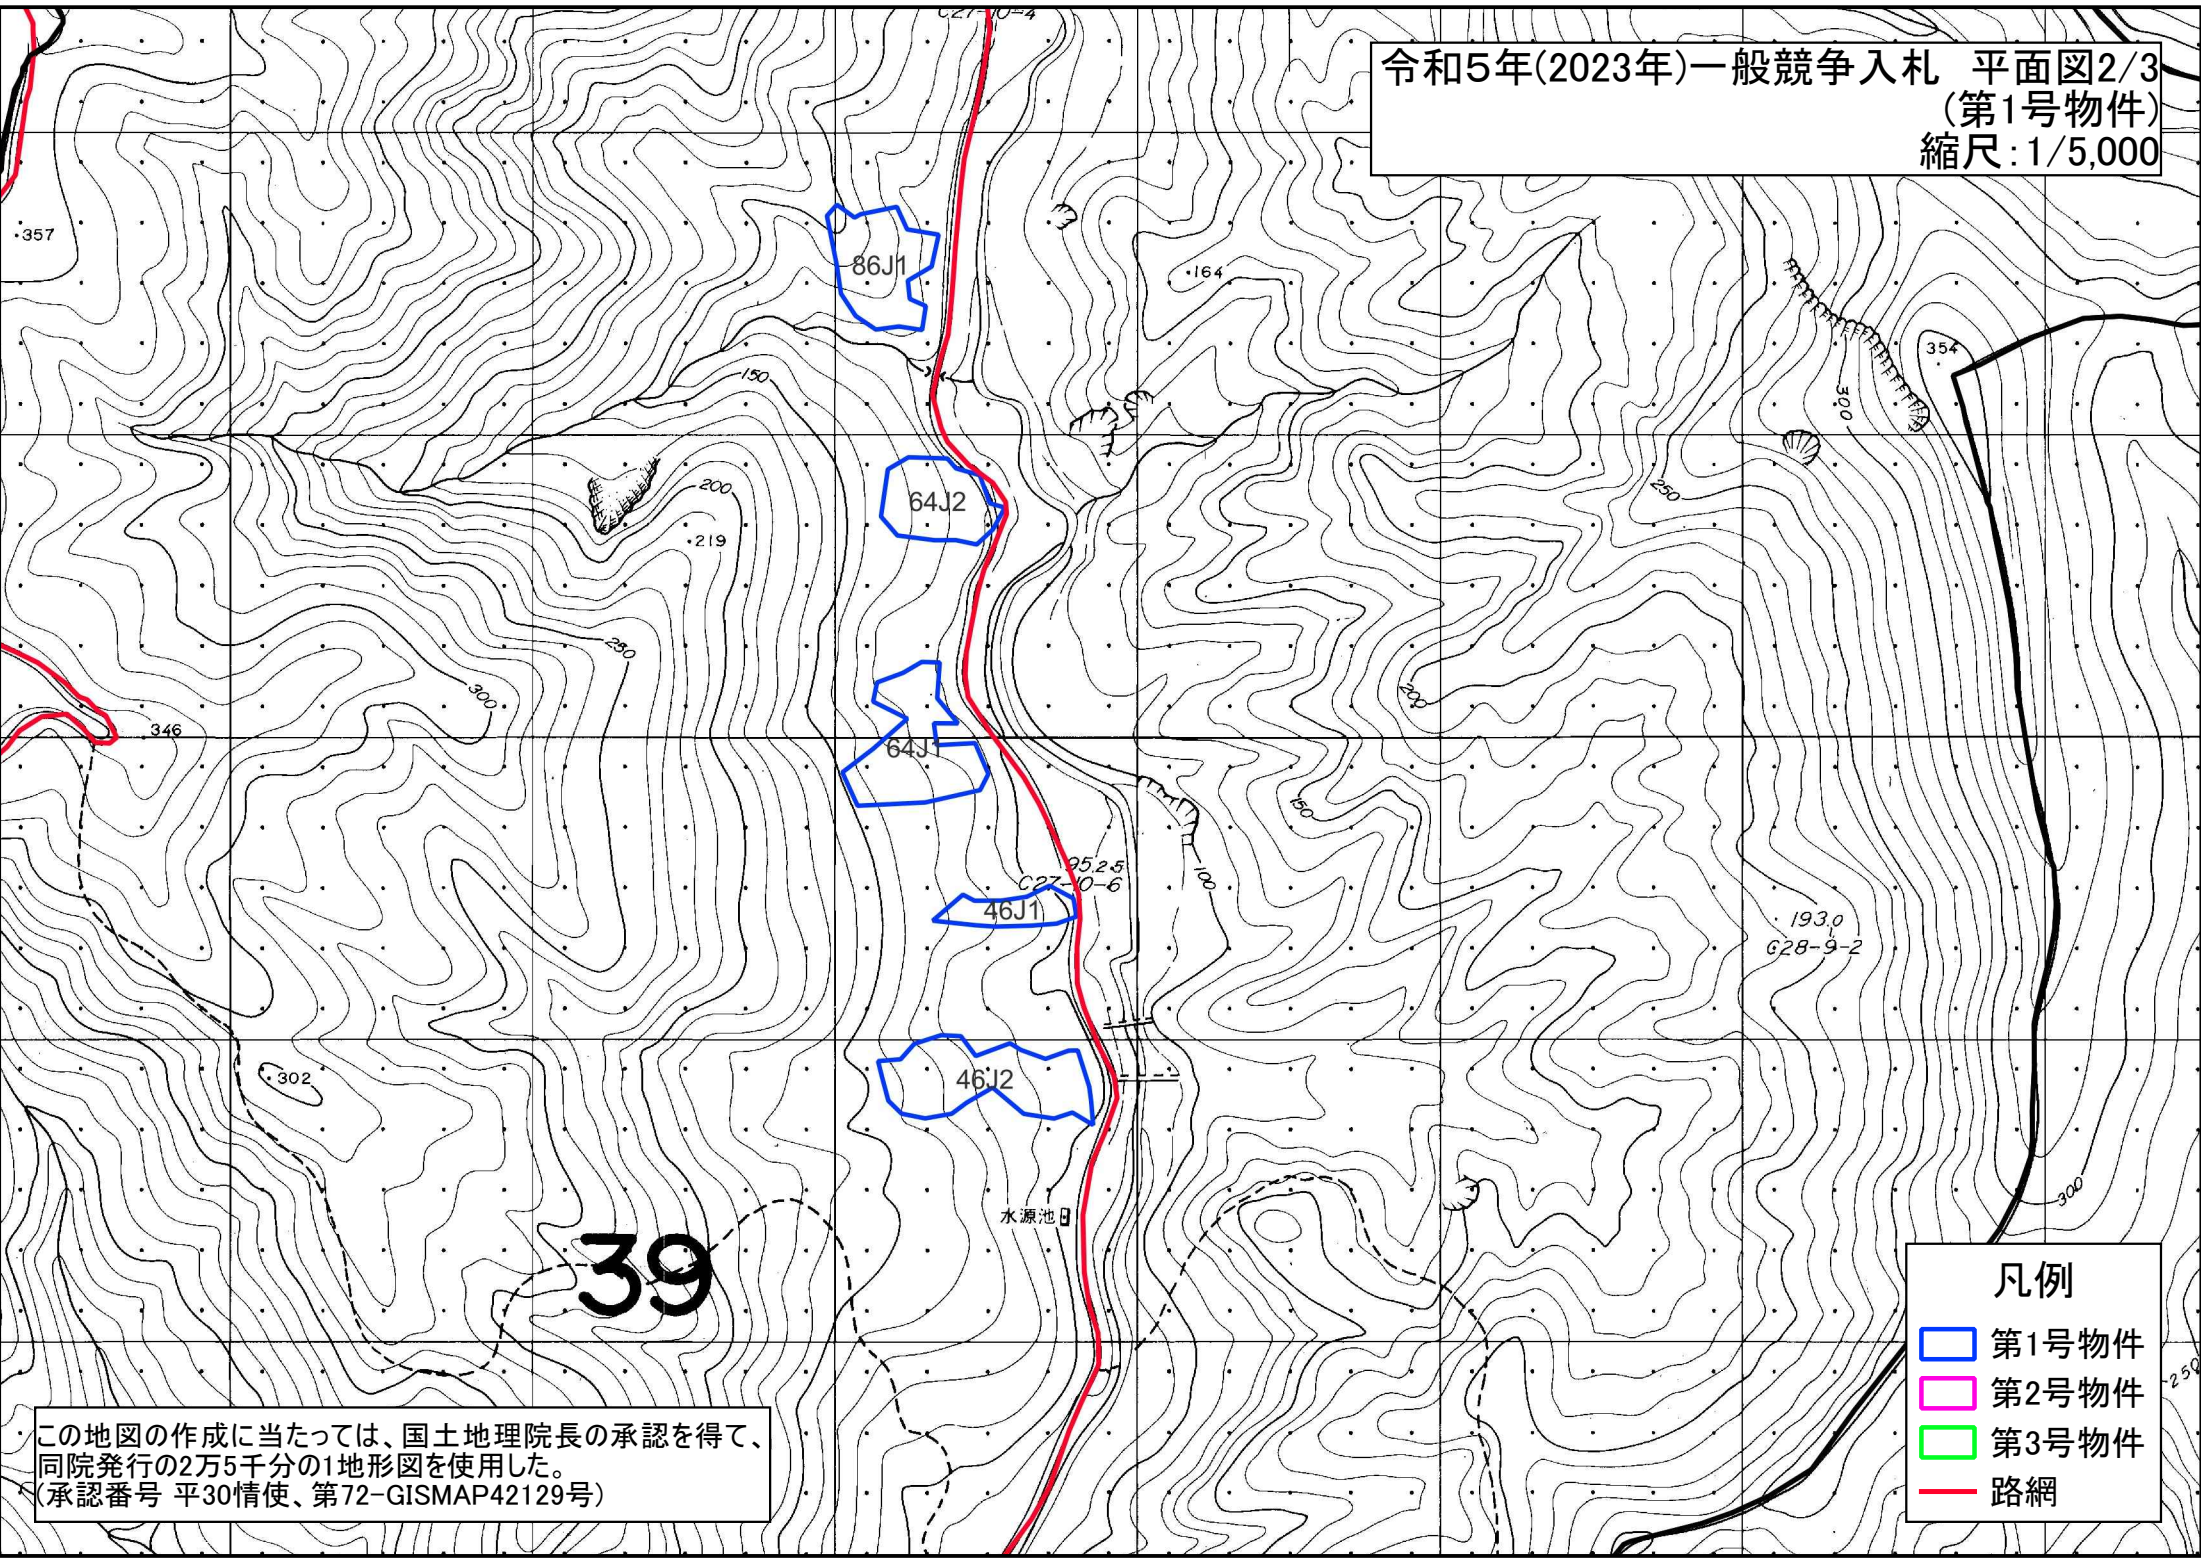 C27-10-4
令和5年(2023年)一般競争入札　平面図2/3
(第1号物件)
縮尺：1/5,000
357
86J1
164
354
150
300
64J2
200
250
219
250
300
200
346
64J1
150
95.25
C27-10-6
100
46J1
193.0
C28-9-2
302
46J2
300
水源池
39
凡例
第1号物件
第2号物件
第3号物件
路網
250
この地図の作成に当たっては、国土地理院長の承認を得て、
同院発行の2万5千分の1地形図を使用した。
(承認番号 平30情使、第72-GISMAP42129号)